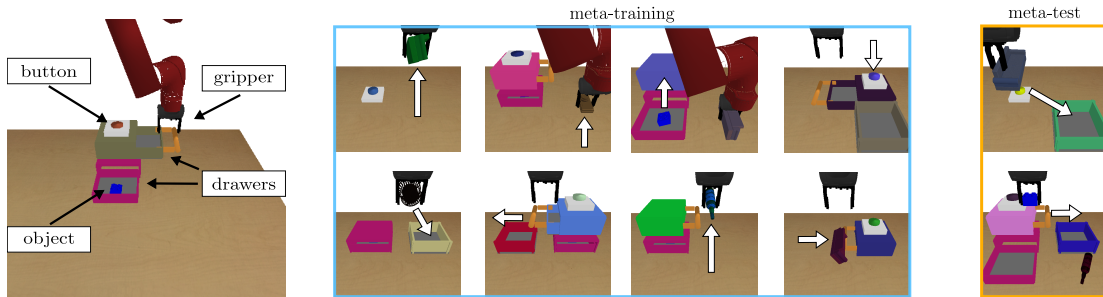 meta-training
meta-test
button
gripper
drawers
object